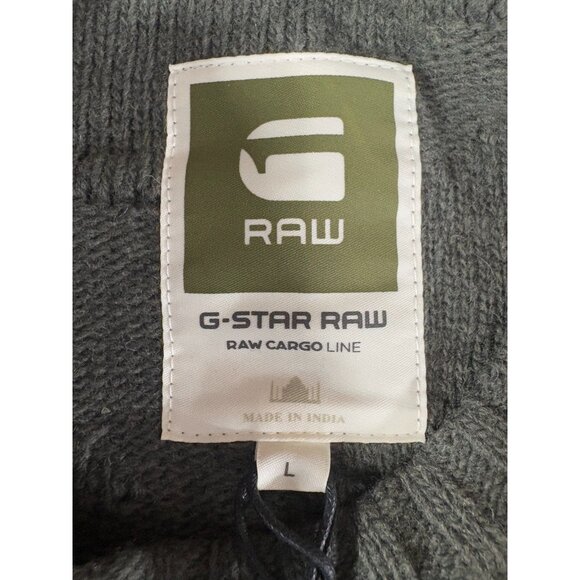 G
RAW
G-STAR RAW
RAW CARGO LINE
MADE IN INDIA
L